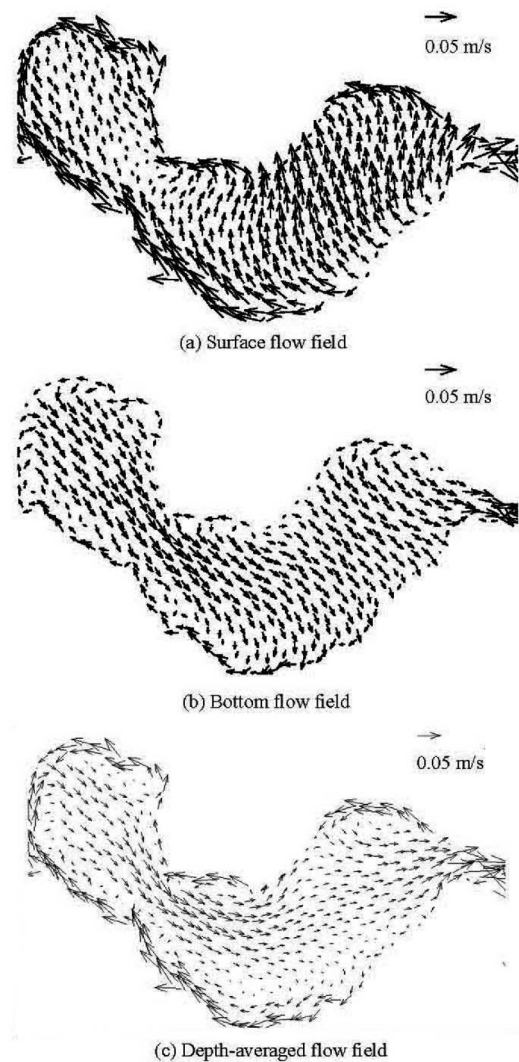 0.05 m/s
(a) Surface flow field
0.05 m/s
(b) Bottom flow field
0.05 m/s
(c) Depth-averaged flow field